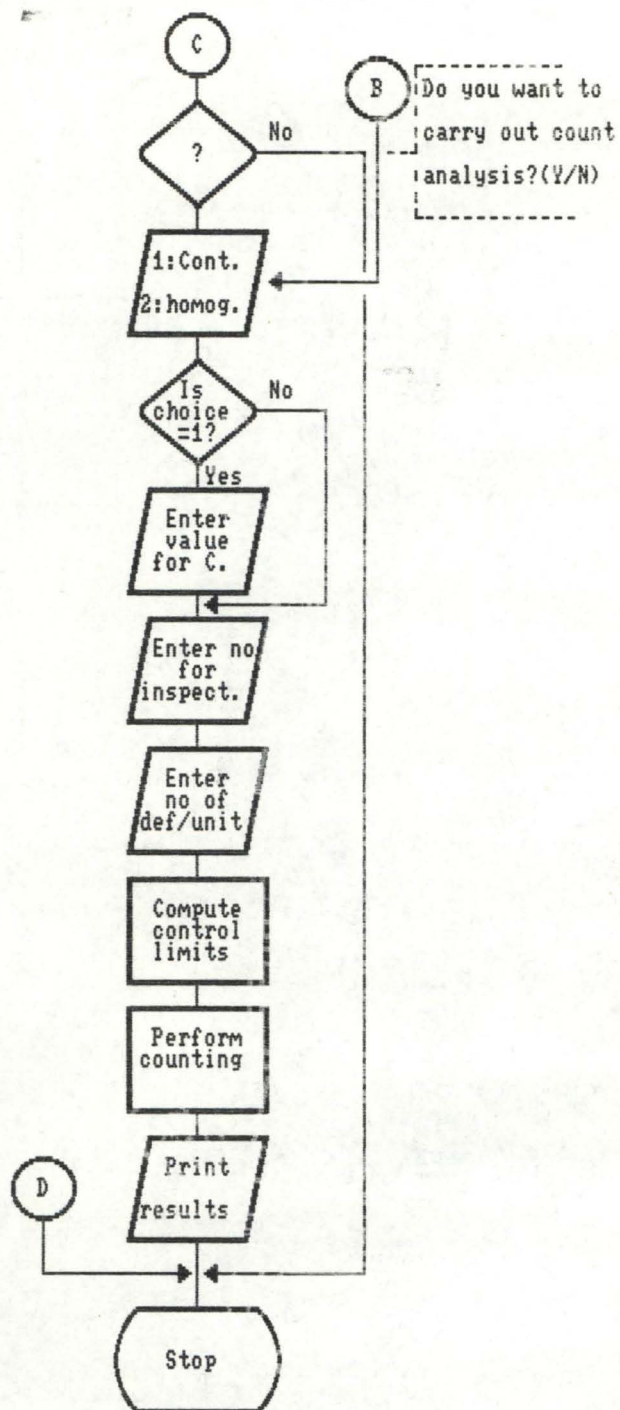 C
B
Do you want to
carry out count
analysis?(Y/N)
?
No
1:Cont.
2:homog.
Is
choice
=1?
No
Yes
Enter
value
for C.
Enter no
for
inspect.
Enter
no of
def/unit
Compute
control
limits
Perform
counting
Print
results
D
Stop